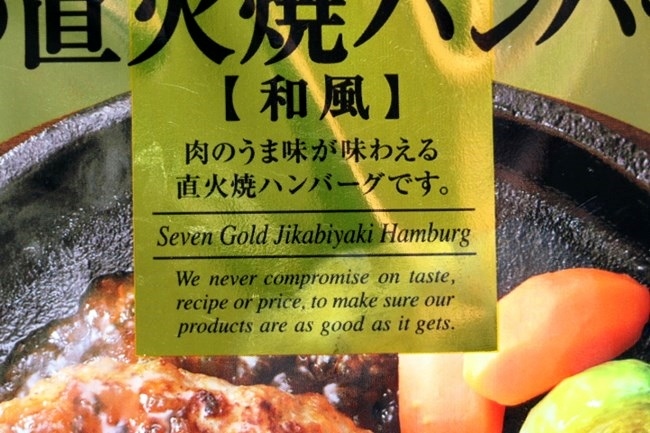 直火焼ハンバ
【和風】
肉のうま味が味わえる
直火焼ハンバーグです。
Seven Gold Jikabiyaki Hamburg
We never compromise on taste,
recipe or price, to make sure our
products are as good as it gets.